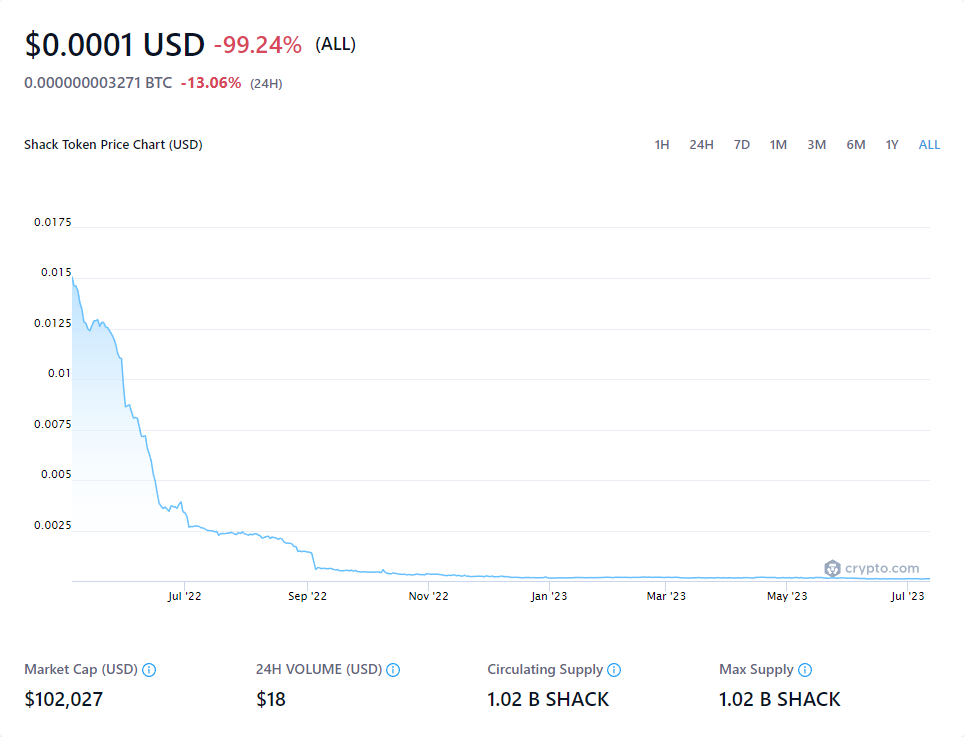 $0.0001 USD -99.24% (ALL)
0.000000003271 BTC -13.06% (24H)
Shack Token Price Chart (USD) 1H 24H 7D 1M 3M 6M 1Y ALL
0.0175
0.015
0.0125
0.01
0.0075
0.005
0.0025
crypto.com
Jul '22 Sep '22 Nov '22 Jan '23 Mar '23 May '23 Jul '23
Market Cap (USD) 24H VOLUME (USD) Circulating Supply Max Supply
$102,027 $18 1.02 B SHACK 1.02 B SHACK